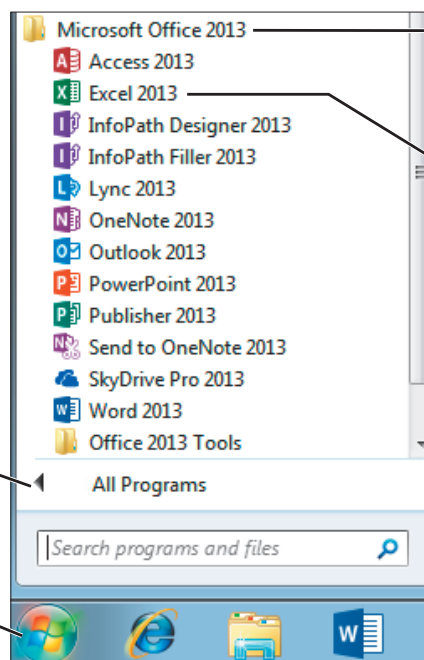 Microsoft Office 2013
Access 2013
Excel 2013
InfoPath Designer 2013
InfoPath Filler 2013
Lync 2013
OneNote 2013
Outlook 2013
PowerPoint 2013
Publisher 2013
Send to OneNote 2013
SkyDrive Pro 2013
Word 2013
Office 2013 Tools
All Programs
Search programs and files